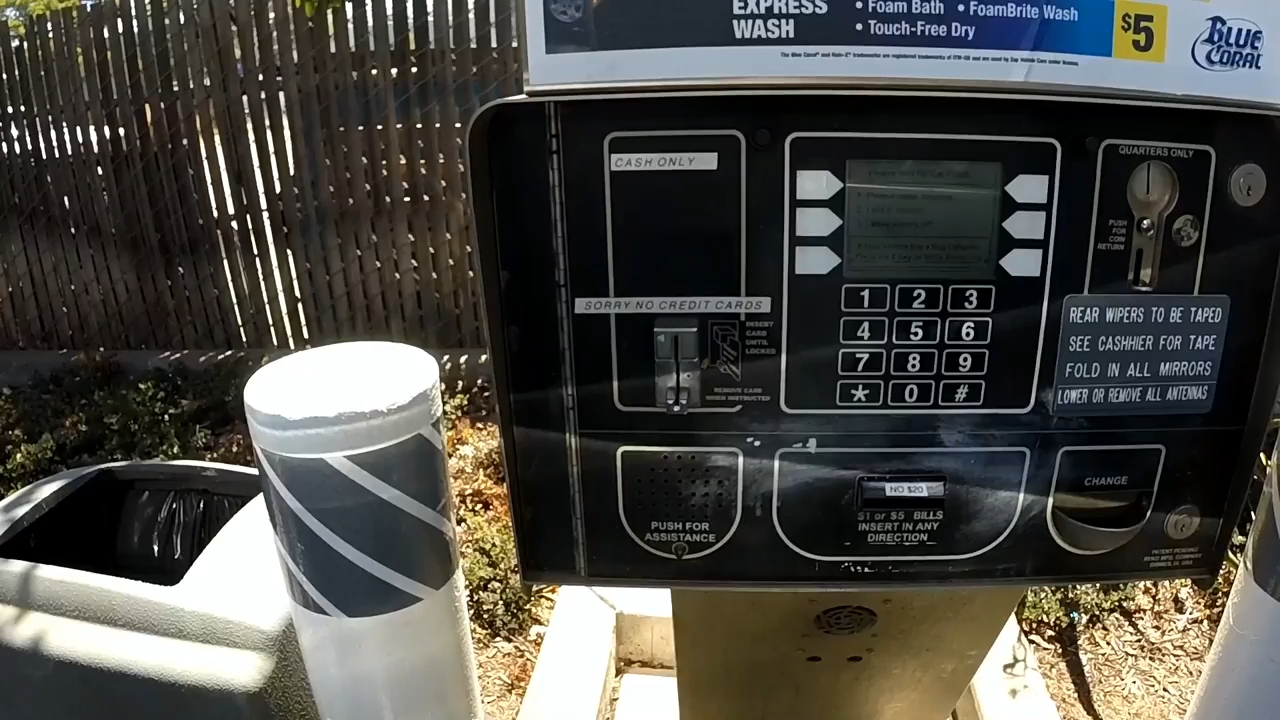 EXPRESS
WASH
• Foam Bath • FoamBrite Wash
• Touch-Free Dry
$5
BLUE
CORAL
CASH ONLY
SORRY NO CREDIT CARDS
INSERT
CARD
UNTIL
LOCKED
REMOVE CARD
WHEN INSTRUCTED
1 2 3
4 5 6
7 8 9
* 0 #
QUARTERS ONLY
PUSH
FOR
COIN
RETURN
REAR WIPERS TO BE TAPED
SEE CASHHIER FOR TAPE
FOLD IN ALL MIRRORS
LOWER OR REMOVE ALL ANTENNAS
PUSH FOR
ASSISTANCE
NO $20
$1 or $5 BILLS
INSERT IN ANY
DIRECTION
CHANGE
PATENT PENDING